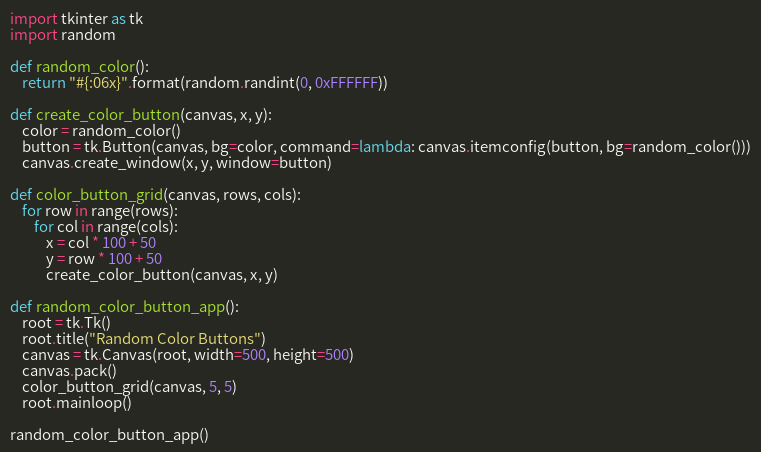 import tkinter as tk
import random

def random_color():
    return "#{:06x}".format(random.randint(0, 0xFFFFFF))

def create_color_button(canvas, x, y):
    color = random_color()
    button = tk.Button(canvas, bg=color, command=lambda: canvas.itemconfig(button, bg=random_color()))
    canvas.create_window(x, y, window=button)

def color_button_grid(canvas, rows, cols):
    for row in range(rows):
        for col in range(cols):
            x = col * 100 + 50
            y = row * 100 + 50
            create_color_button(canvas, x, y)

def random_color_button_app():
    root = tk.Tk()
    root.title("Random Color Buttons")
    canvas = tk.Canvas(root, width=500, height=500)
    canvas.pack()
    color_button_grid(canvas, 5, 5)
    root.mainloop()

random_color_button_app()